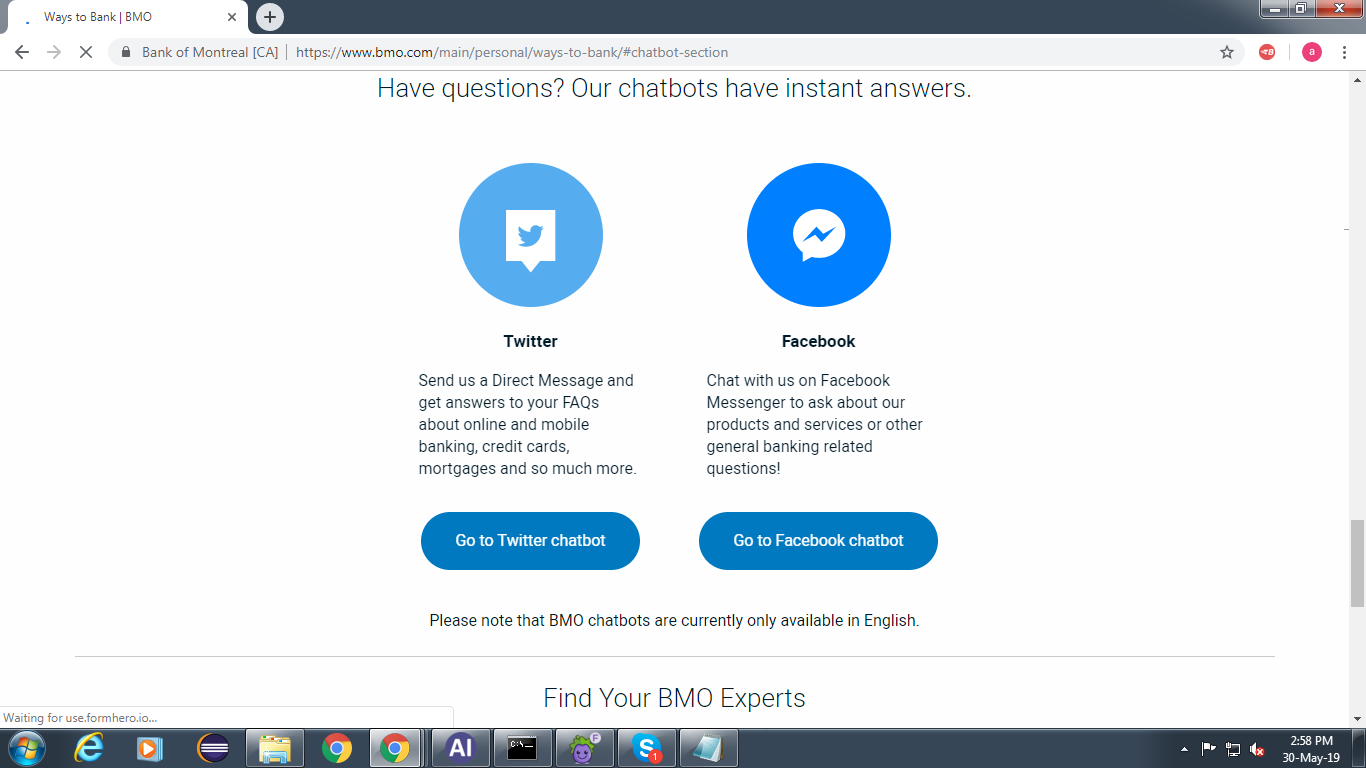 Ways to Bank | BMO
Bank of Montreal [CA] | https://www.bmo.com/main/personal/ways-to-bank/#chatbot-section
B
a
Have questions? Our chatbots have instant answers.
Twitter
Send us a Direct Message and
get answers to your FAQs
about online and mobile
banking, credit cards,
mortgages and so much more.
Go to Twitter chatbot
Facebook
Chat with us on Facebook
Messenger to ask about our
products and services or other
general banking related
questions!
Go to Facebook chatbot
Please note that BMO chatbots are currently only available in English.
Find Your BMO Experts
Waiting for use.formhero.io...
AI
C:\
F
S
1
2:58 PM
30-May-19